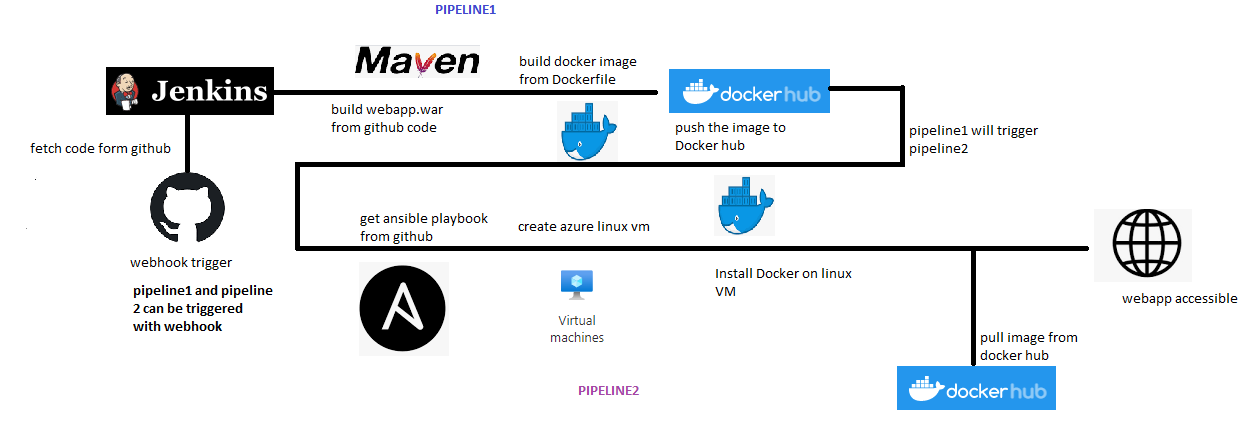 PIPELINE1
Maven
build docker image
from Dockerfile
Jenkins
docker hub
build webapp.war
from github code
push the image to
Docker hub
pipeline1 will trigger
pipeline2
fetch code form github
get ansible playbook
from github
create azure linux vm
webhook trigger
Install Docker on linux
VM
pipeline1 and pipeline
2 can be triggered
with webhook
webapp accessible
Virtual
machines
pull image from
docker hub
PIPELINE2
docker hub